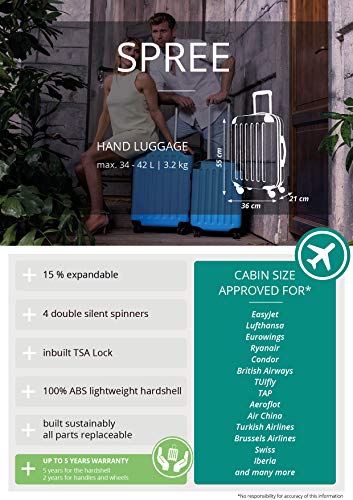 SPREE
HAND LUGGAGE
max. 34 - 42 L | 3.2 kg
55 cm
36 cm
21 cm
15 % expandable
4 double silent spinners
inbuilt TSA Lock
100% ABS lightweight hardshell
built sustainably
all parts replaceable
UP TO 5 YEARS WARRANTY
5 years for the hardshell
2 years for handles and wheels
CABIN SIZE
APPROVED FOR*
EasyJet
Lufthansa
Eurowings
Ryanair
Condor
British Airways
TUIfly
TAP
Aeroflot
Air China
Turkish Airlines
Brussels Airlines
Swiss
Iberia
and many more
*No responsibility for accuracy of this information